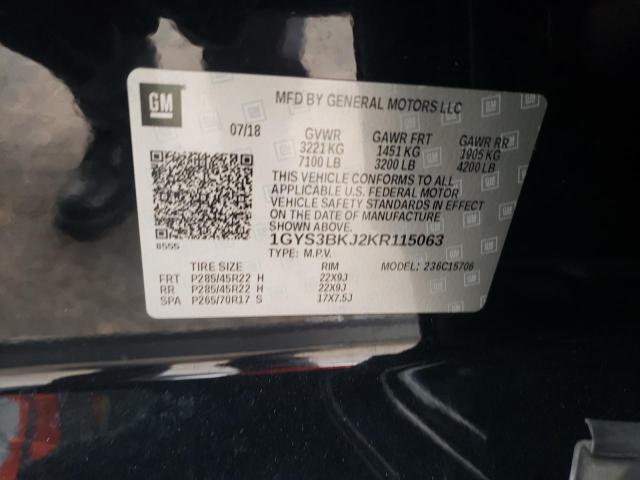 GM
MFD BY GENERAL MOTORS LLC
07/18 GVWR GAWR FRT GAWR RR
3221 KG 1451 KG 1905 KG
7100 LB 3200 LB 4200 LB
THIS VEHICLE CONFORMS TO ALL
APPLICABLE U.S. FEDERAL MOTOR
VEHICLE SAFETY STANDARDS IN EFFECT
ON THE DATE OF MANUFACTURE
SHOWN ABOVE.
8555 1GYS3BKJ2KR115063
TYPE: M.P.V. MODEL: 236C15706
TIRE SIZE RIM
FRT P285/45R22 H 22X9J
RR P285/45R22 H 22X9J
SPA P265/70R17 S 17X7.5J